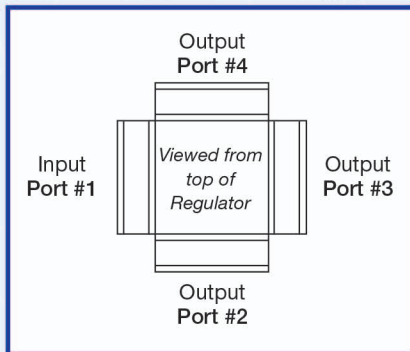 Output
Port #4
Input
Port #1
Viewed from
top of
Regulator
Output
Port #3
Output
Port #2